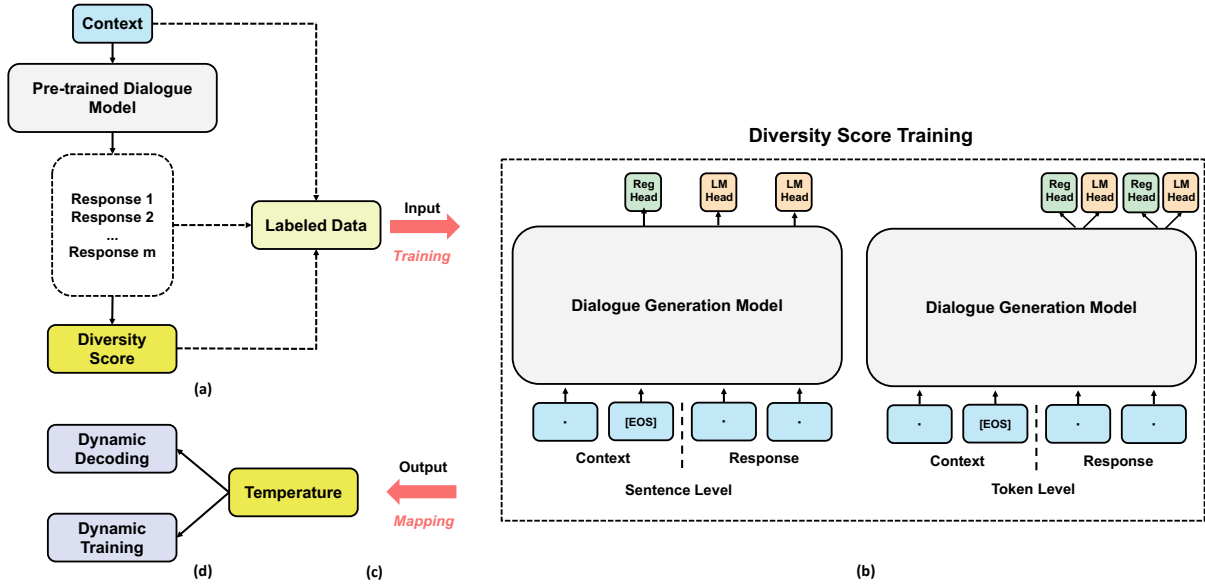 Context
Pre-trained Dialogue
Model
Response 1
Response 2
...
Response m
Diversity
Score
(a)
Labeled Data
Input
Training
Diversity Score Training
Reg
Head
LM
Head
LM
Head
Dialogue Generation Model
.
[EOS]
.
.
Context
Response
Sentence Level
Reg
Head
LM
Head
Reg
Head
LM
Head
Dialogue Generation Model
.
[EOS]
.
.
Context
Response
Token Level
(b)
Output
Mapping
(c)
Temperature
Dynamic
Decoding
Dynamic
Training
(d)